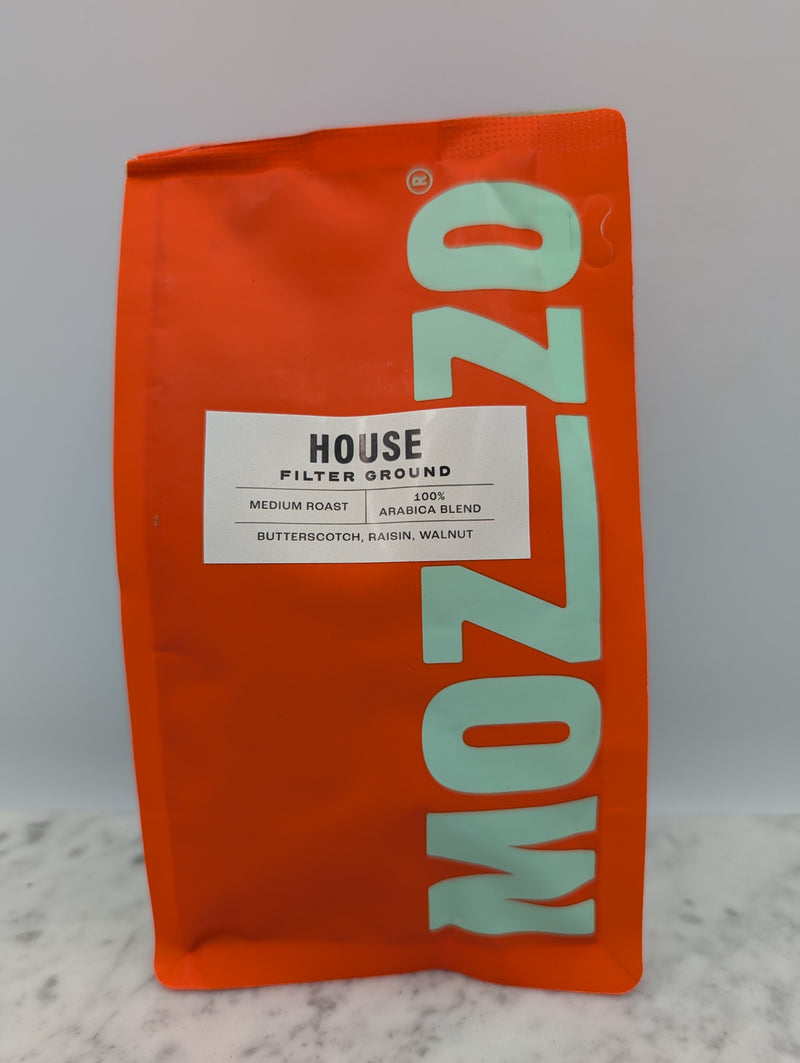 MOZZO®
HOUSE
FILTER GROUND
MEDIUM ROAST
100%
ARABICA BLEND
BUTTERSCOTCH, RAISIN, WALNUT